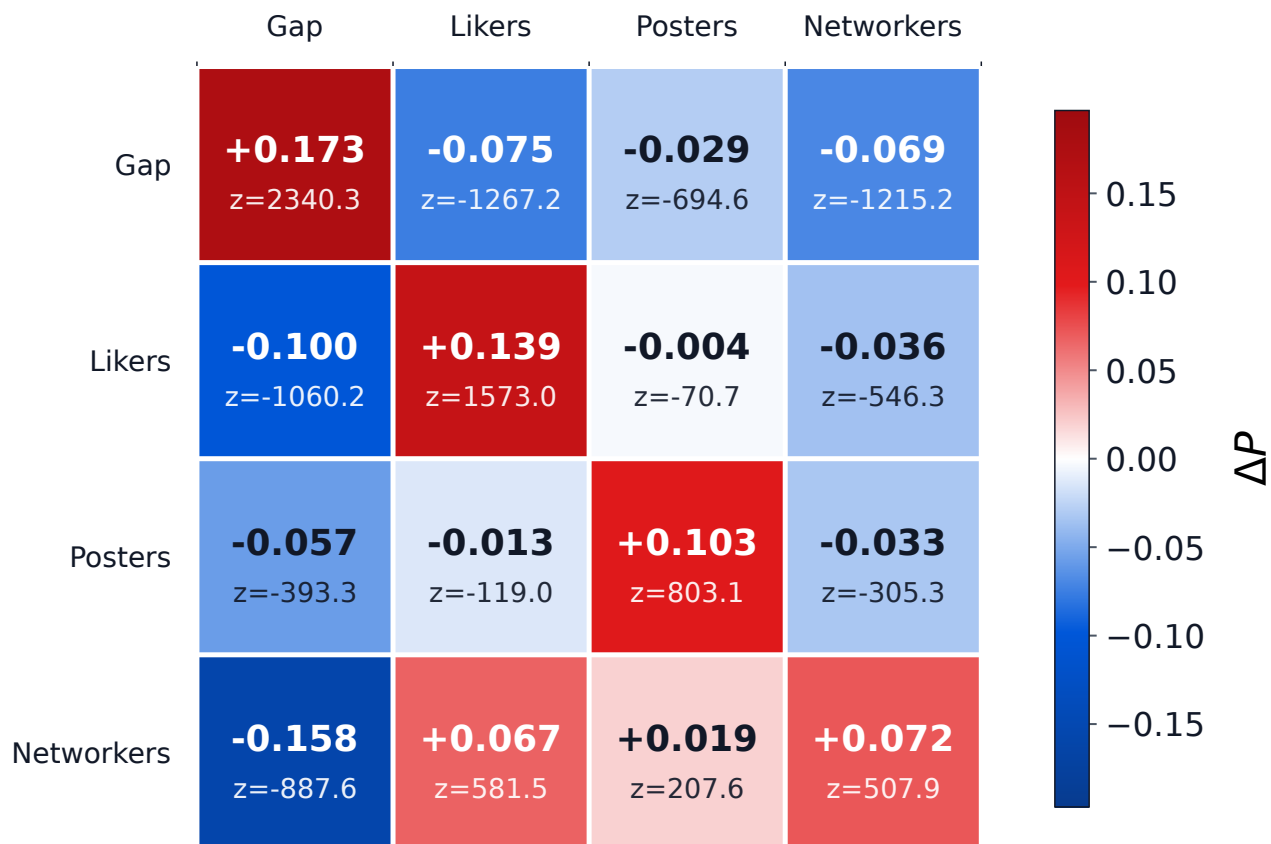 Gap Likers Posters Networkers
Gap +0.173 -0.075 -0.029 -0.069
z=2340.3 z=-1267.2 z=-694.6 z=-1215.2
Likers -0.100 +0.139 -0.004 -0.036
z=-1060.2 z=1573.0 z=-70.7 z=-546.3
Posters -0.057 -0.013 +0.103 -0.033
z=-393.3 z=-119.0 z=803.1 z=-305.3
Networkers -0.158 +0.067 +0.019 +0.072
z=-887.6 z=581.5 z=207.6 z=507.9
0.15
0.10
0.05
0.00
−0.05
−0.10
−0.15
ΔP